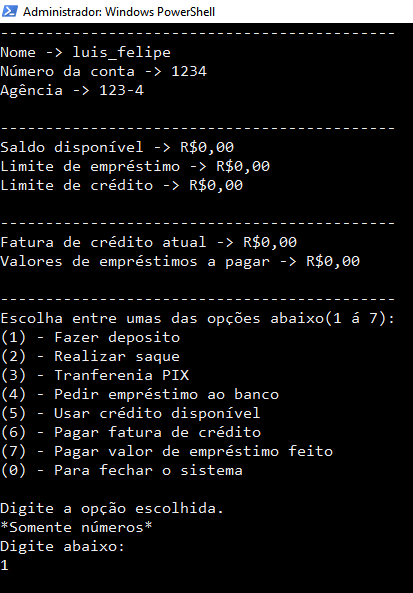 Administrador: Windows PowerShell
-------------------------------------------
Nome -> luis_felipe
Número da conta -> 1234
Agência -> 123-4
-------------------------------------------
Saldo disponível -> R$0,00
Limite de empréstimo -> R$0,00
Limite de crédito -> R$0,00
-------------------------------------------
Fatura de crédito atual -> R$0,00
Valores de empréstimos a pagar -> R$0,00
-------------------------------------------
Escolha entre umas das opções abaixo(1 á 7):
(1) - Fazer deposito
(2) - Realizar saque
(3) - Tranferenia PIX
(4) - Pedir empréstimo ao banco
(5) - Usar crédito disponível
(6) - Pagar fatura de crédito
(7) - Pagar valor de empréstimo feito
(0) - Para fechar o sistema
Digite a opção escolhida.
*Somente números*
Digite abaixo:
1